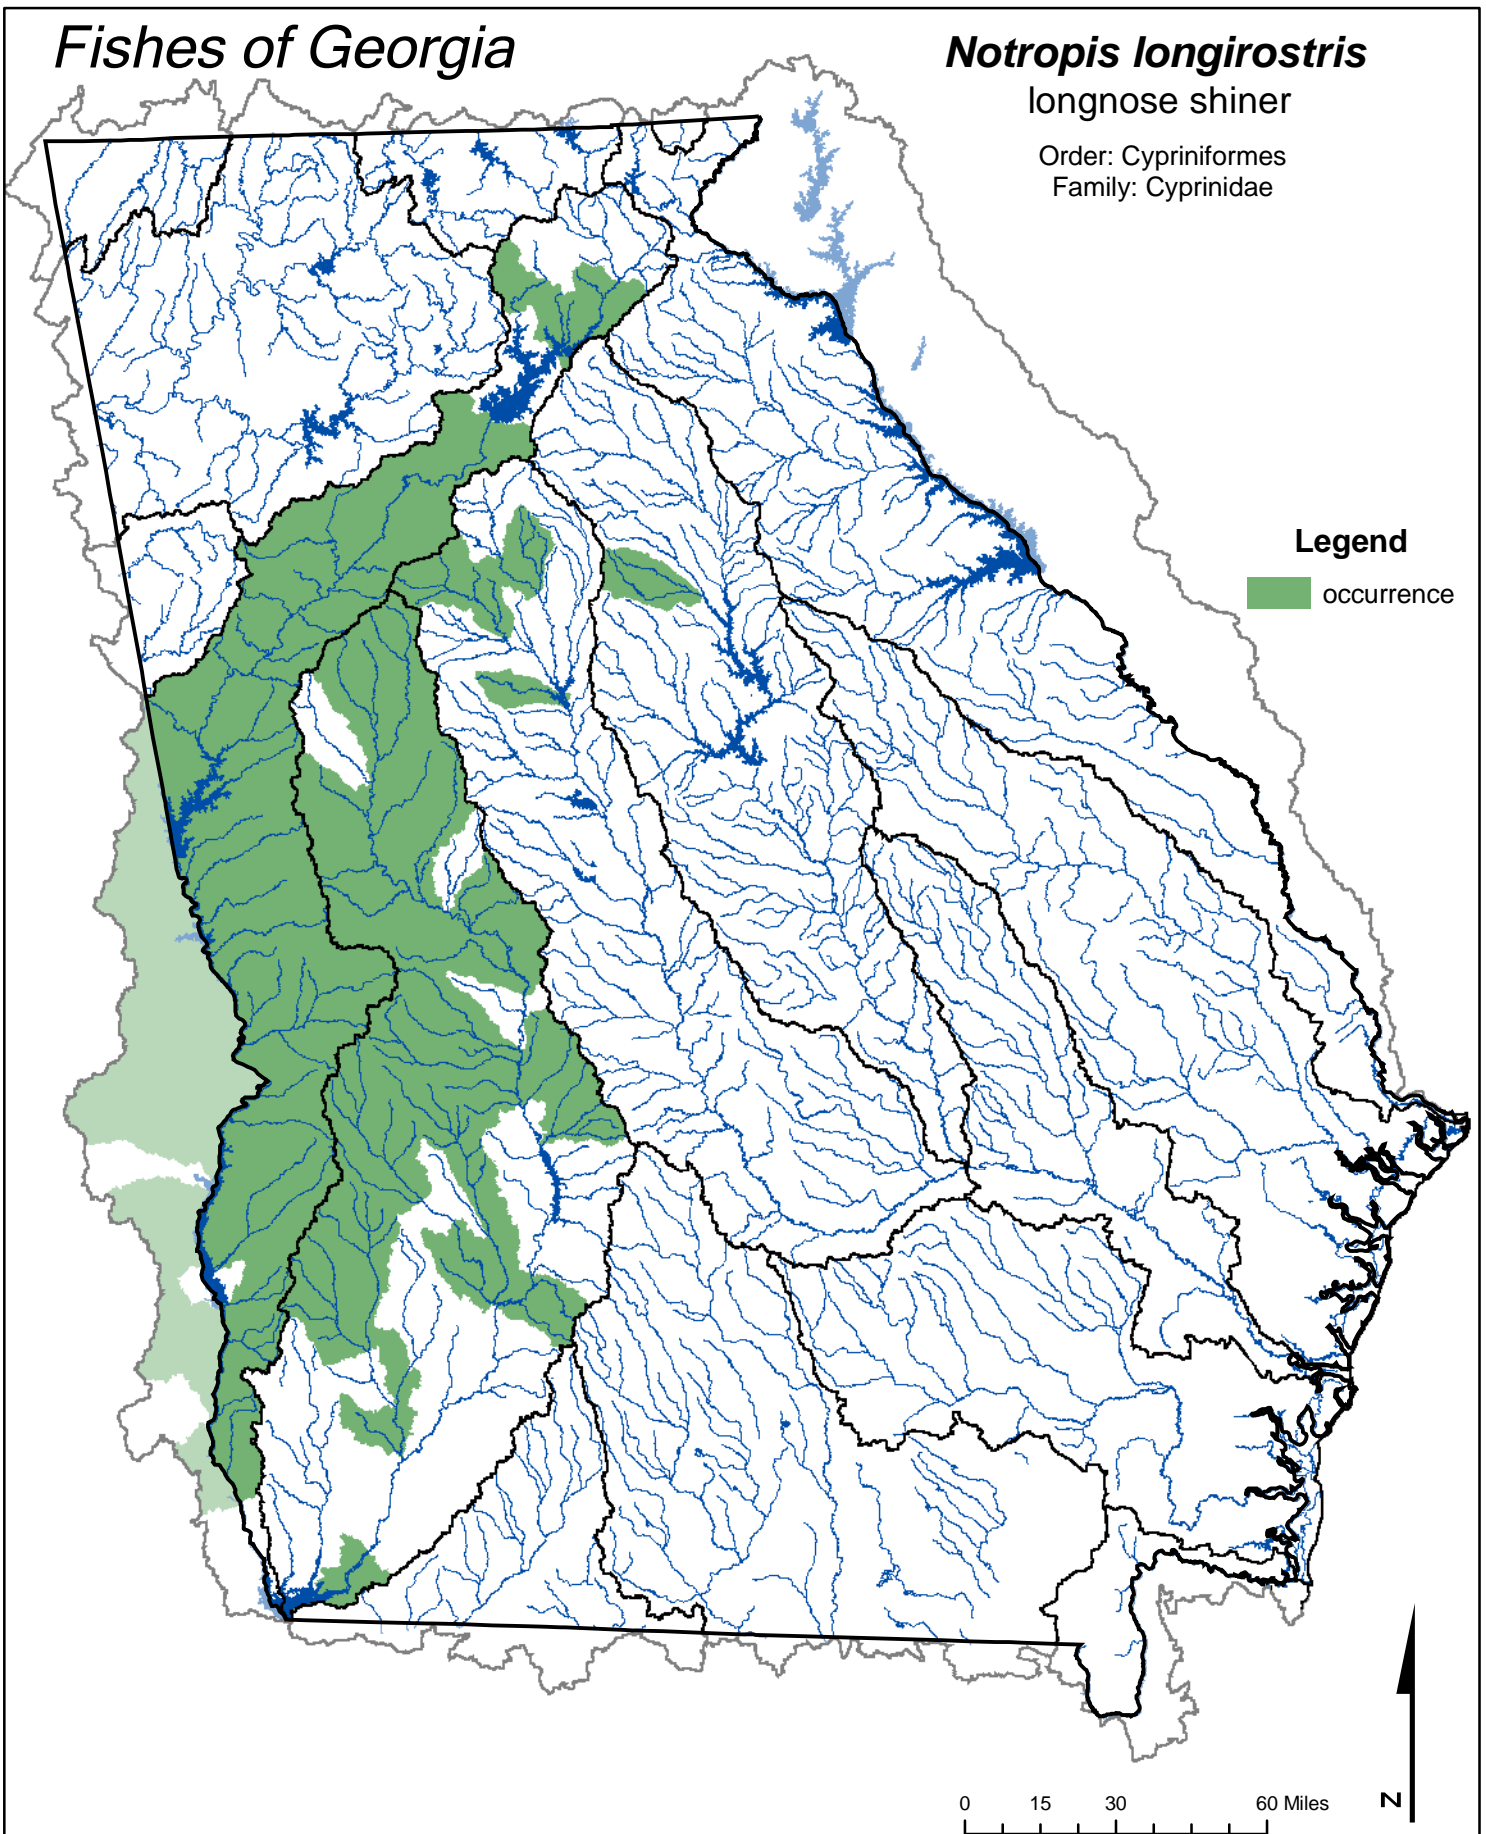 Fishes of Georgia
Notropis longirostris
longnose shiner
Order: Cypriniformes
Family: Cyprinidae
Legend
occurrence
0 15 30 60 Miles
N